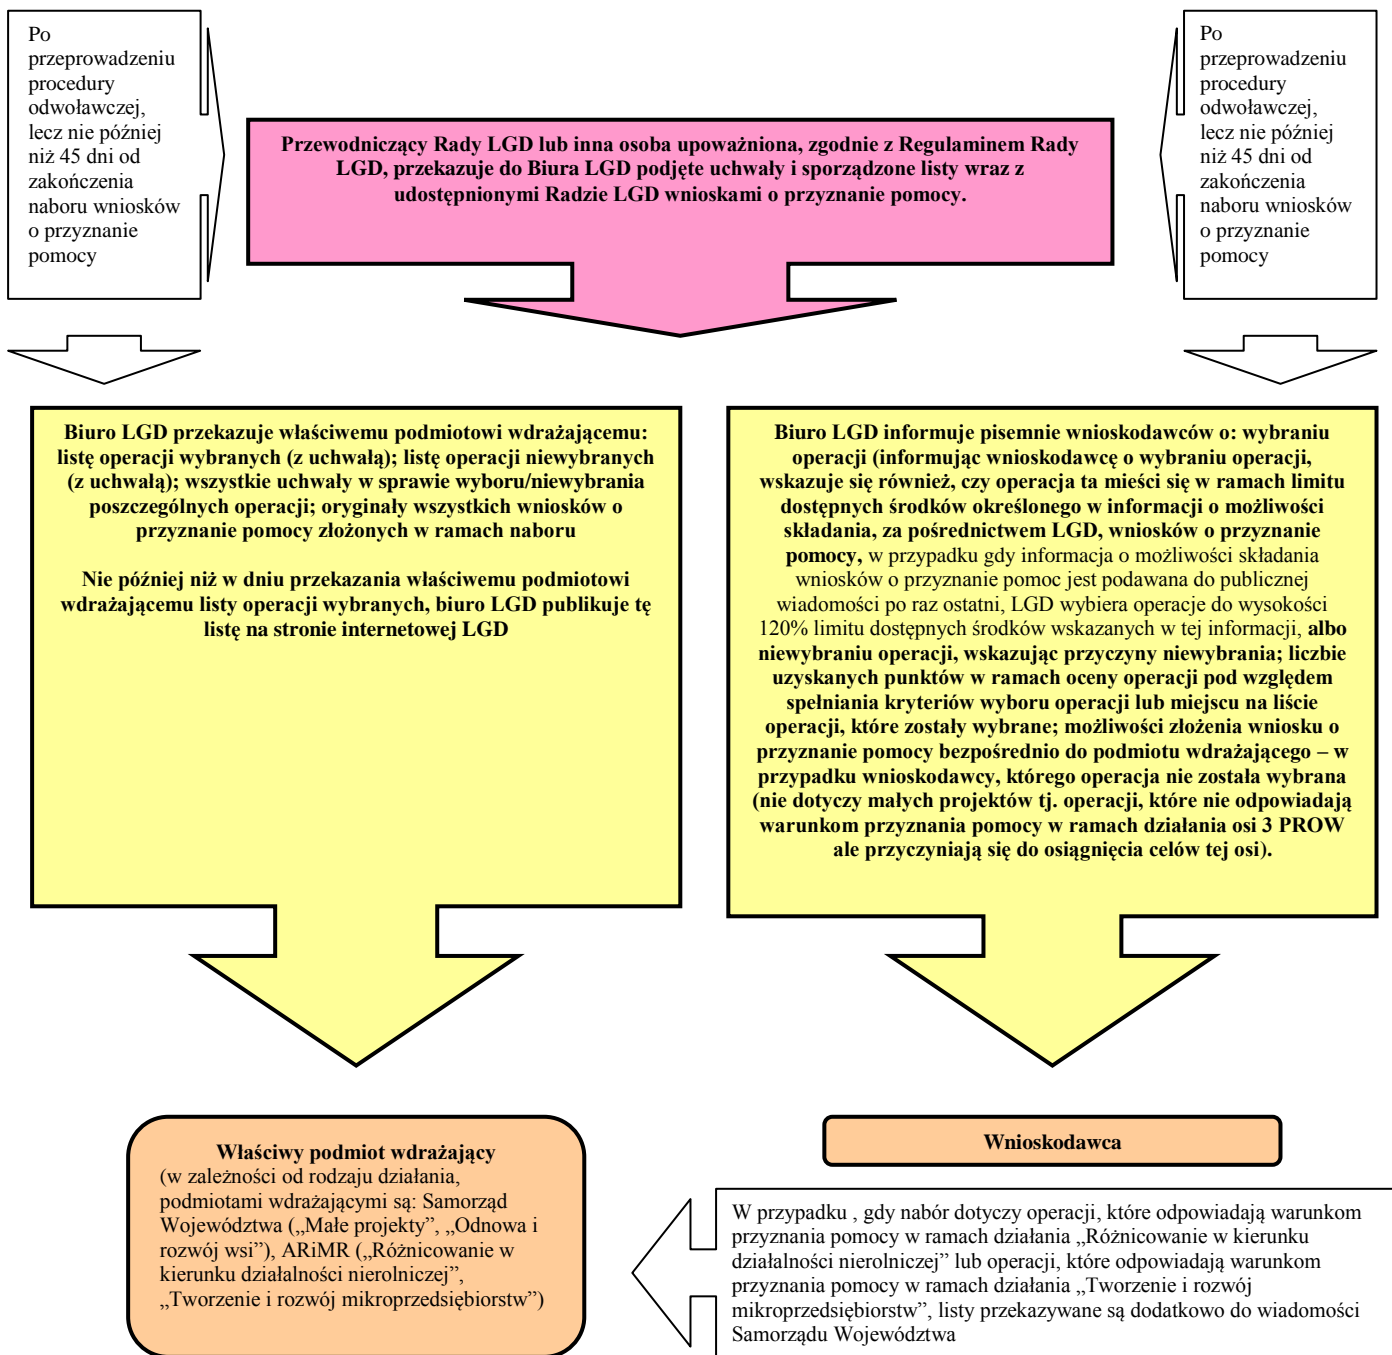 Po
przeprowadzeniu
procedury
odwoławczej,
lecz nie później
niż 45 dni od
zakończenia
naboru wniosków
o przyznanie
pomocy
Przewodniczący Rady LGD lub inna osoba upoważniona, zgodnie z Regulaminem Rady
LGD, przekazuje do Biura LGD podjęte uchwały i sporządzone listy wraz z
udostępnionymi Radzie LGD wnioskami o przyznanie pomocy.
Po
przeprowadzeniu
procedury
odwoławczej,
lecz nie później
niż 45 dni od
zakończenia
naboru wniosków
o przyznanie
pomocy
Biuro LGD przekazuje właściwemu podmiotowi wdrażającemu:
listę operacji wybranych (z uchwałą); listę operacji niewybranych
(z uchwałą); wszystkie uchwały w sprawie wyboru/niewybrania
poszczególnych operacji; oryginały wszystkich wniosków o
przyznanie pomocy złożonych w ramach naboru
Nie później niż w dniu przekazania właściwemu podmiotowi
wdrażającemu listy operacji wybranych, biuro LGD publikuje tę
listę na stronie internetowej LGD
Biuro LGD informuje pisemnie wnioskodawców o: wybraniu
operacji (informując wnioskodawcę o wybraniu operacji,
wskazuje się również, czy operacja ta mieści się w ramach limitu
dostępnych środków określonego w informacji o możliwości
składania, za pośrednictwem LGD, wniosków o przyznanie
pomocy, w przypadku gdy informacja o możliwości składania
wniosków o przyznanie pomoc jest podawana do publicznej
wiadomości po raz ostatni, LGD wybiera operacje do wysokości
120% limitu dostępnych środków wskazanych w tej informacji, albo
niewybraniu operacji, wskazując przyczyny niewybrania; liczbie
uzyskanych punktów w ramach oceny operacji pod względem
spełniania kryteriów wyboru operacji lub miejscu na liście
operacji, które zostały wybrane; możliwości złożenia wniosku o
przyznanie pomocy bezpośrednio do podmiotu wdrażającego – w
przypadku wnioskodawcy, którego operacja nie została wybrana
(nie dotyczy małych projektów tj. operacji, które nie odpowiadają
warunkom przyznania pomocy w ramach działania osi 3 PROW
ale przyczyniają się do osiągnięcia celów tej osi).
Właściwy podmiot wdrażający
(w zależności od rodzaju działania,
podmiotami wdrażającymi są: Samorząd
Województwa („Małe projekty”, „Odnowa i
rozwój wsi”), ARiMR („Różnicowanie w
kierunku działalności nierolniczej”,
„Tworzenie i rozwój mikroprzedsiębiorstw”)
Wnioskodawca
W przypadku , gdy nabór dotyczy operacji, które odpowiadają warunkom
przyznania pomocy w ramach działania „Różnicowanie w kierunku
działalności nierolniczej” lub operacji, które odpowiadają warunkom
przyznania pomocy w ramach działania „Tworzenie i rozwój
mikroprzedsiębiorstw”, listy przekazywane są dodatkowo do wiadomości
Samorządu Województwa